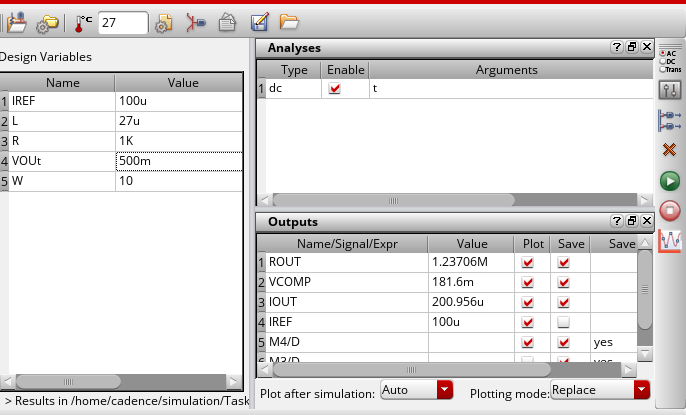 °C 27
Design Variables
Name Value
1 IREF 100u
2 L 27u
3 R 1K
4 VOUt 500m
5 W 10
> Results in /home/cadence/simulation/Task
Analyses
Type Enable Arguments
1 dc t
Outputs
Name/Signal/Expr Value Plot Save Save
1 ROUT 1.23706M
2 VCOMP 181.6m
3 IOUT 200.956u
4 IREF 100u
5 M4/D yes
6 M3/D yes
Plot after simulation: Auto Plotting mode: Replace
AC
DC
Trans